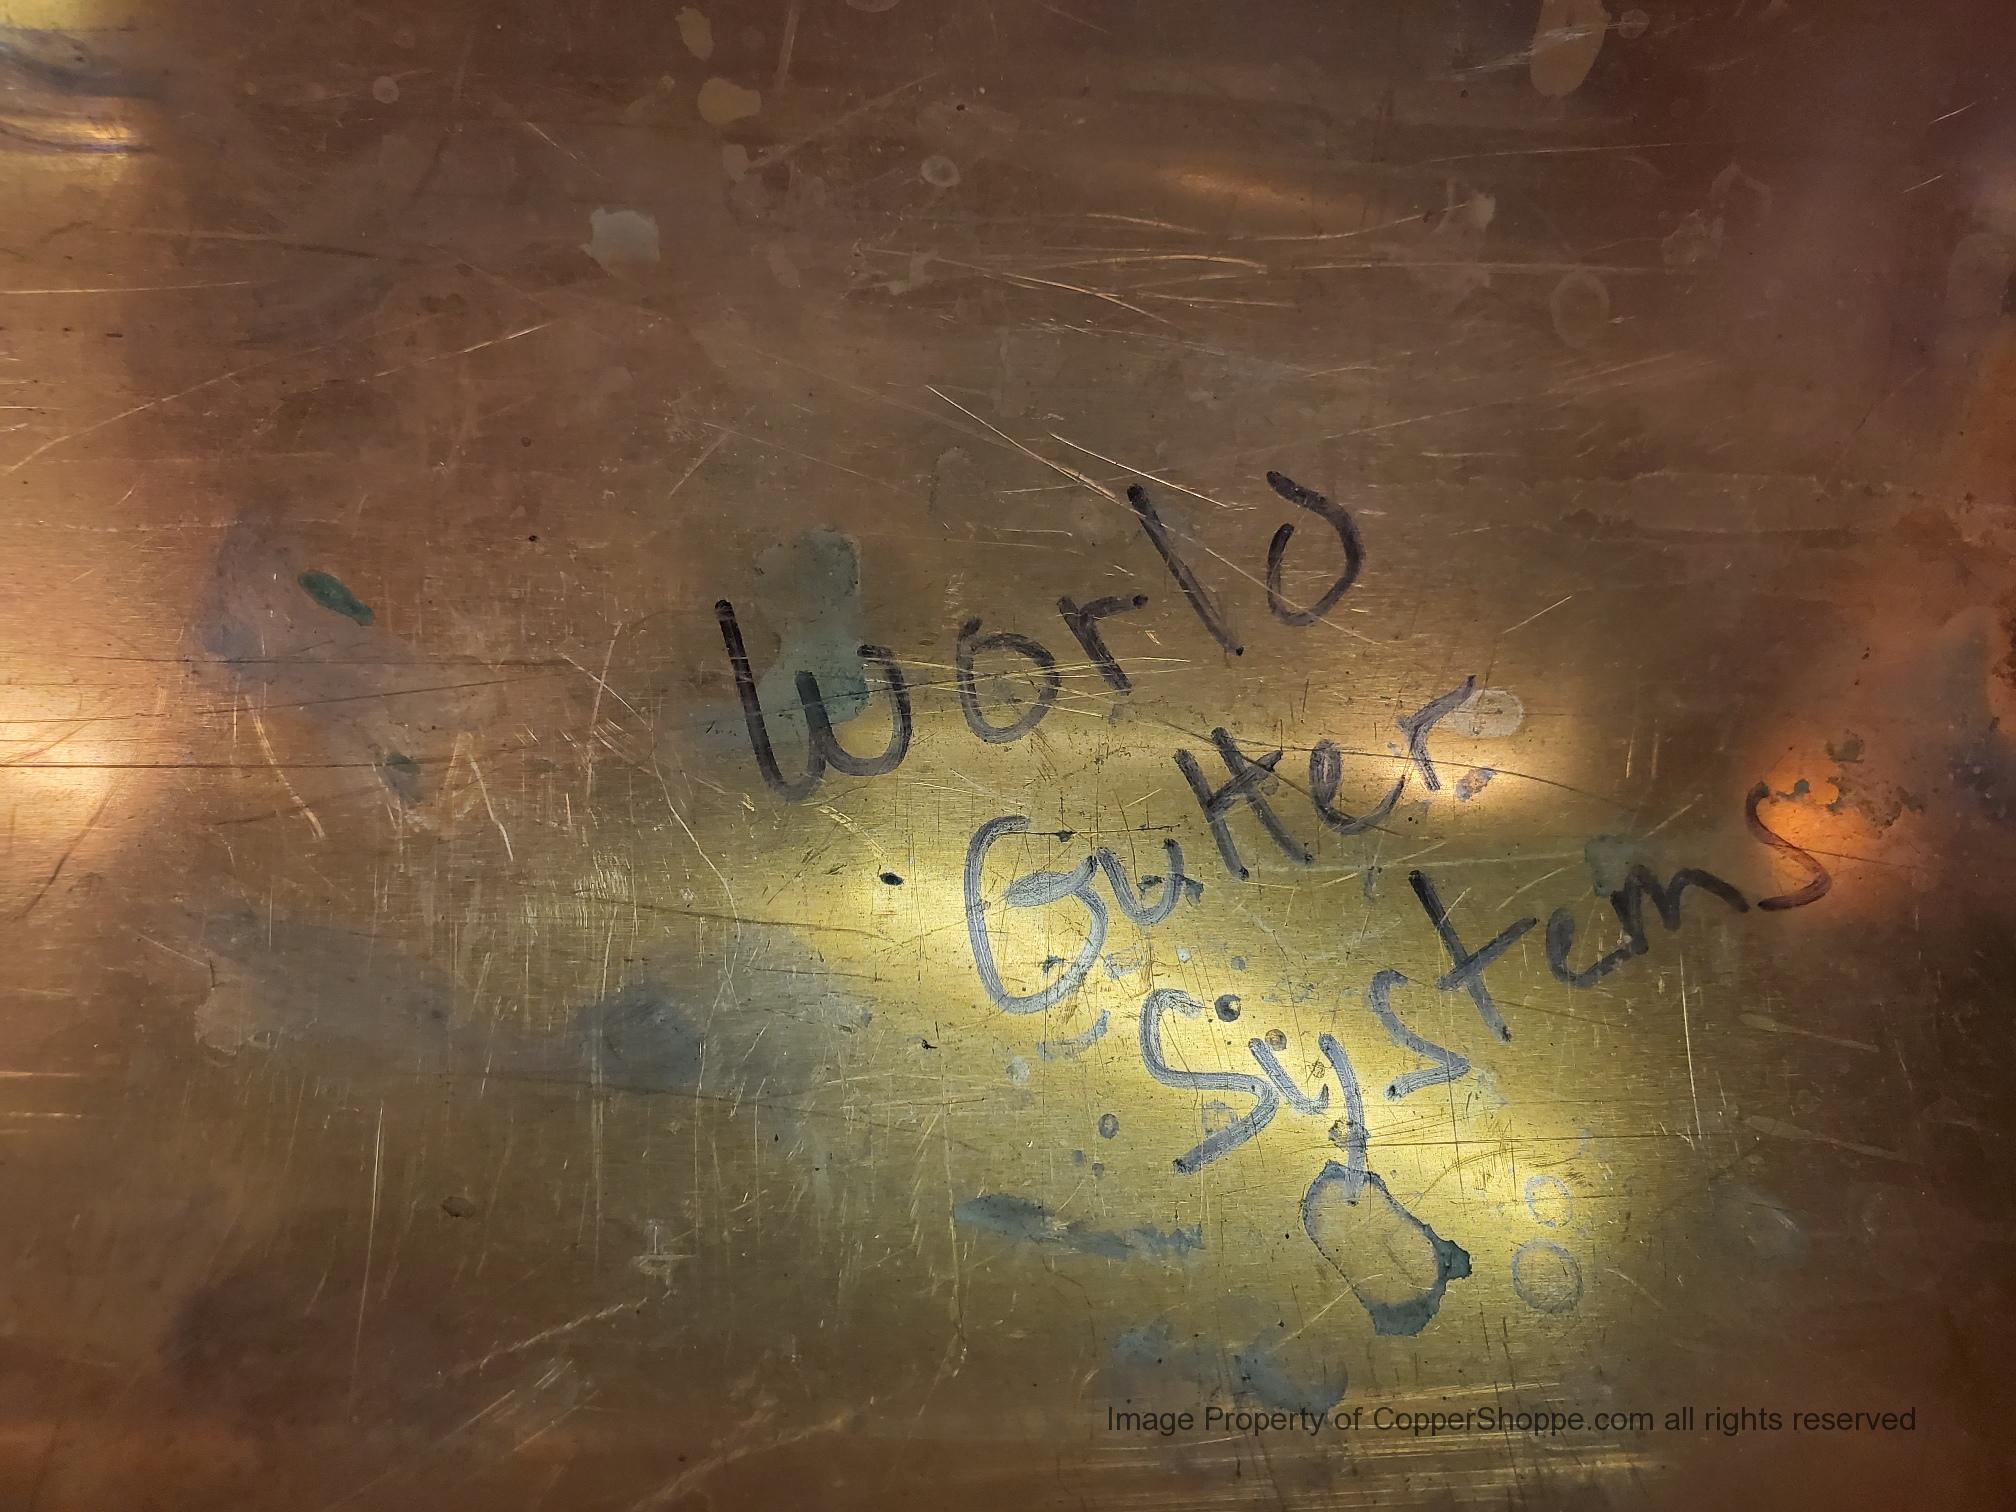 World
Gutter
Systems
Image Property of CopperShoppe.com all rights reserved